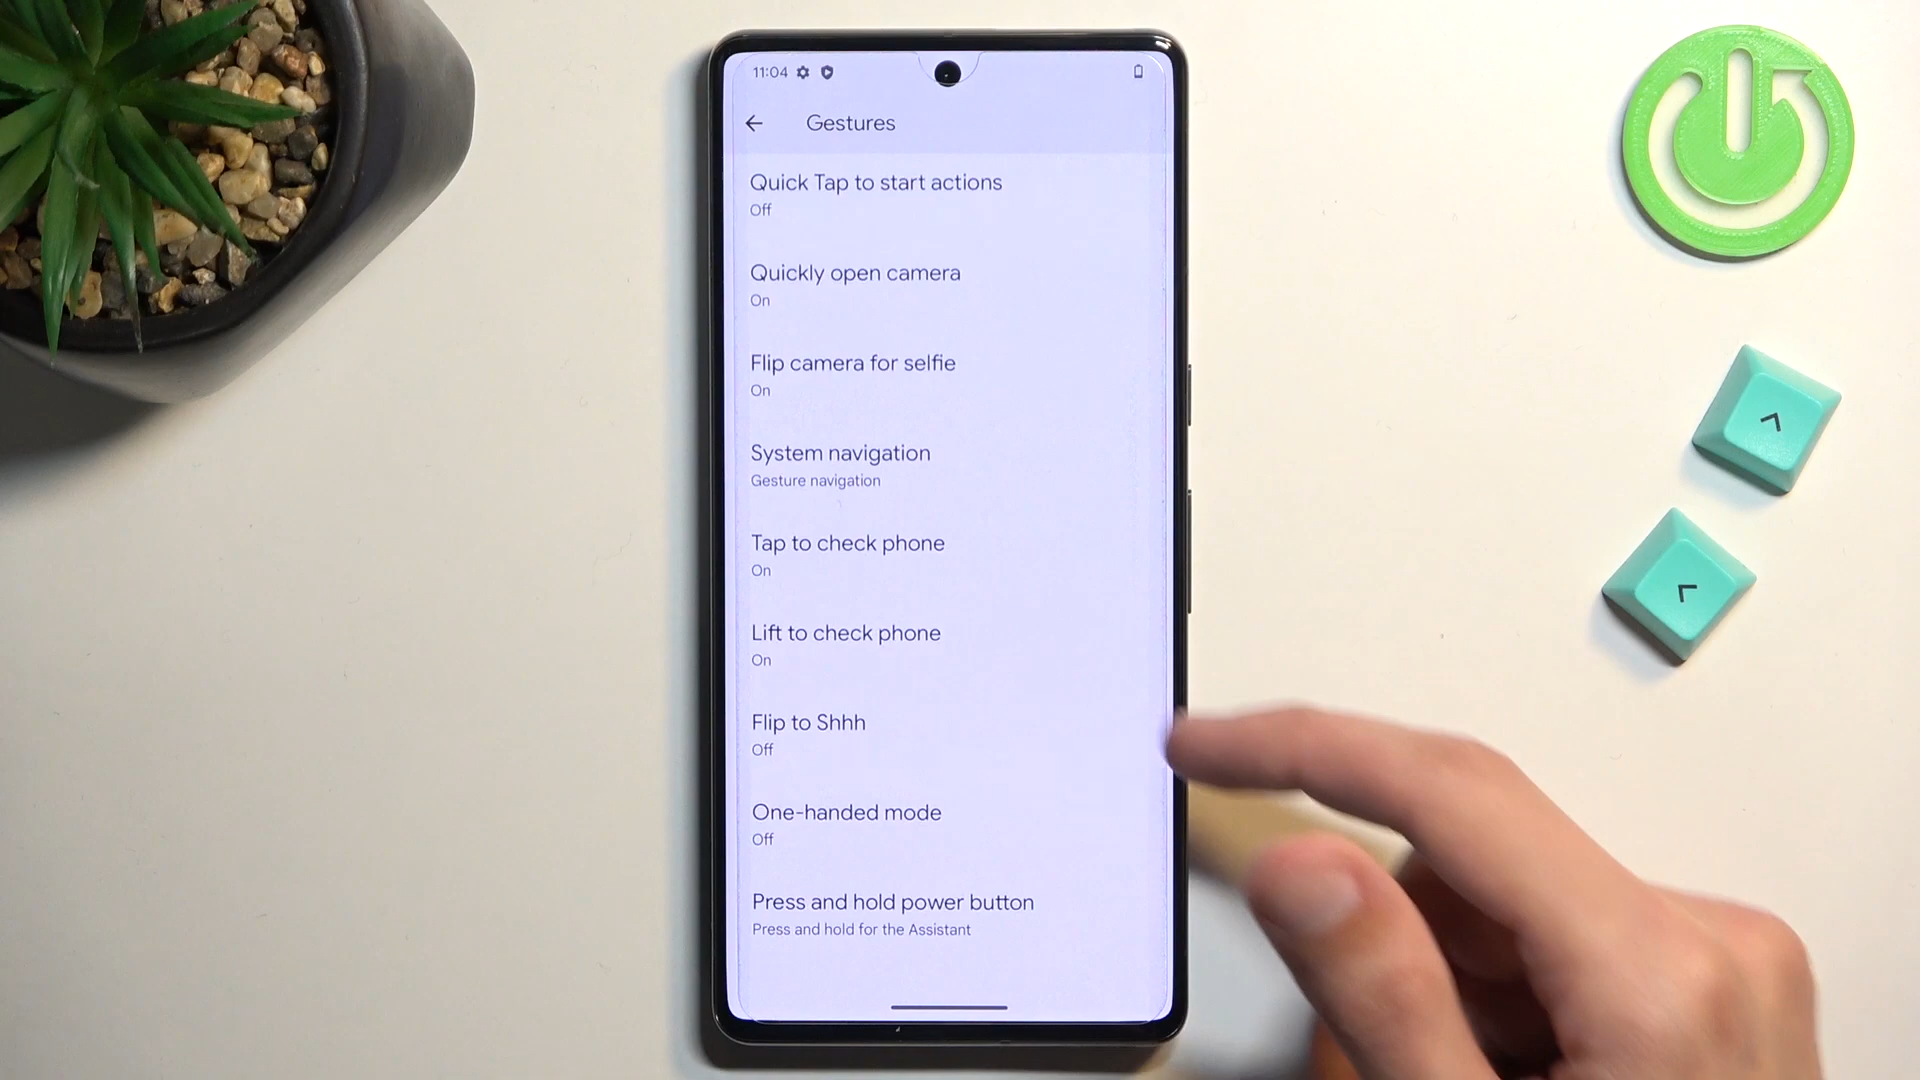 11:04
Gestures
Quick Tap to start actions
Off
Quickly open camera
On
Flip camera for selfie
On
System navigation
Gesture navigation
Tap to check phone
On
Lift to check phone
On
Flip to Shhh
Off
One-handed mode
Off
Press and hold power button
Press and hold for the Assistant